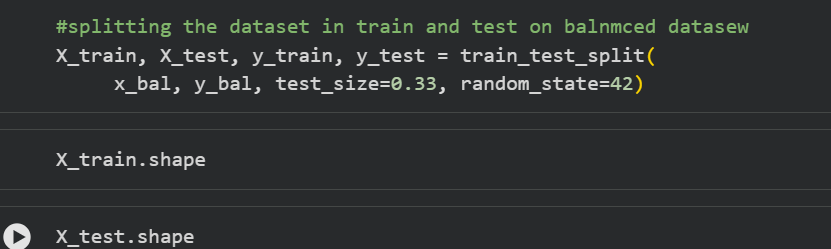 #splitting the dataset in train and test on balnmced datasew
X_train, X_test, y_train, y_test = train_test_split(
x_bal, y_bal, test_size=0.33, random_state=42)
X_train.shape
X_test.shape